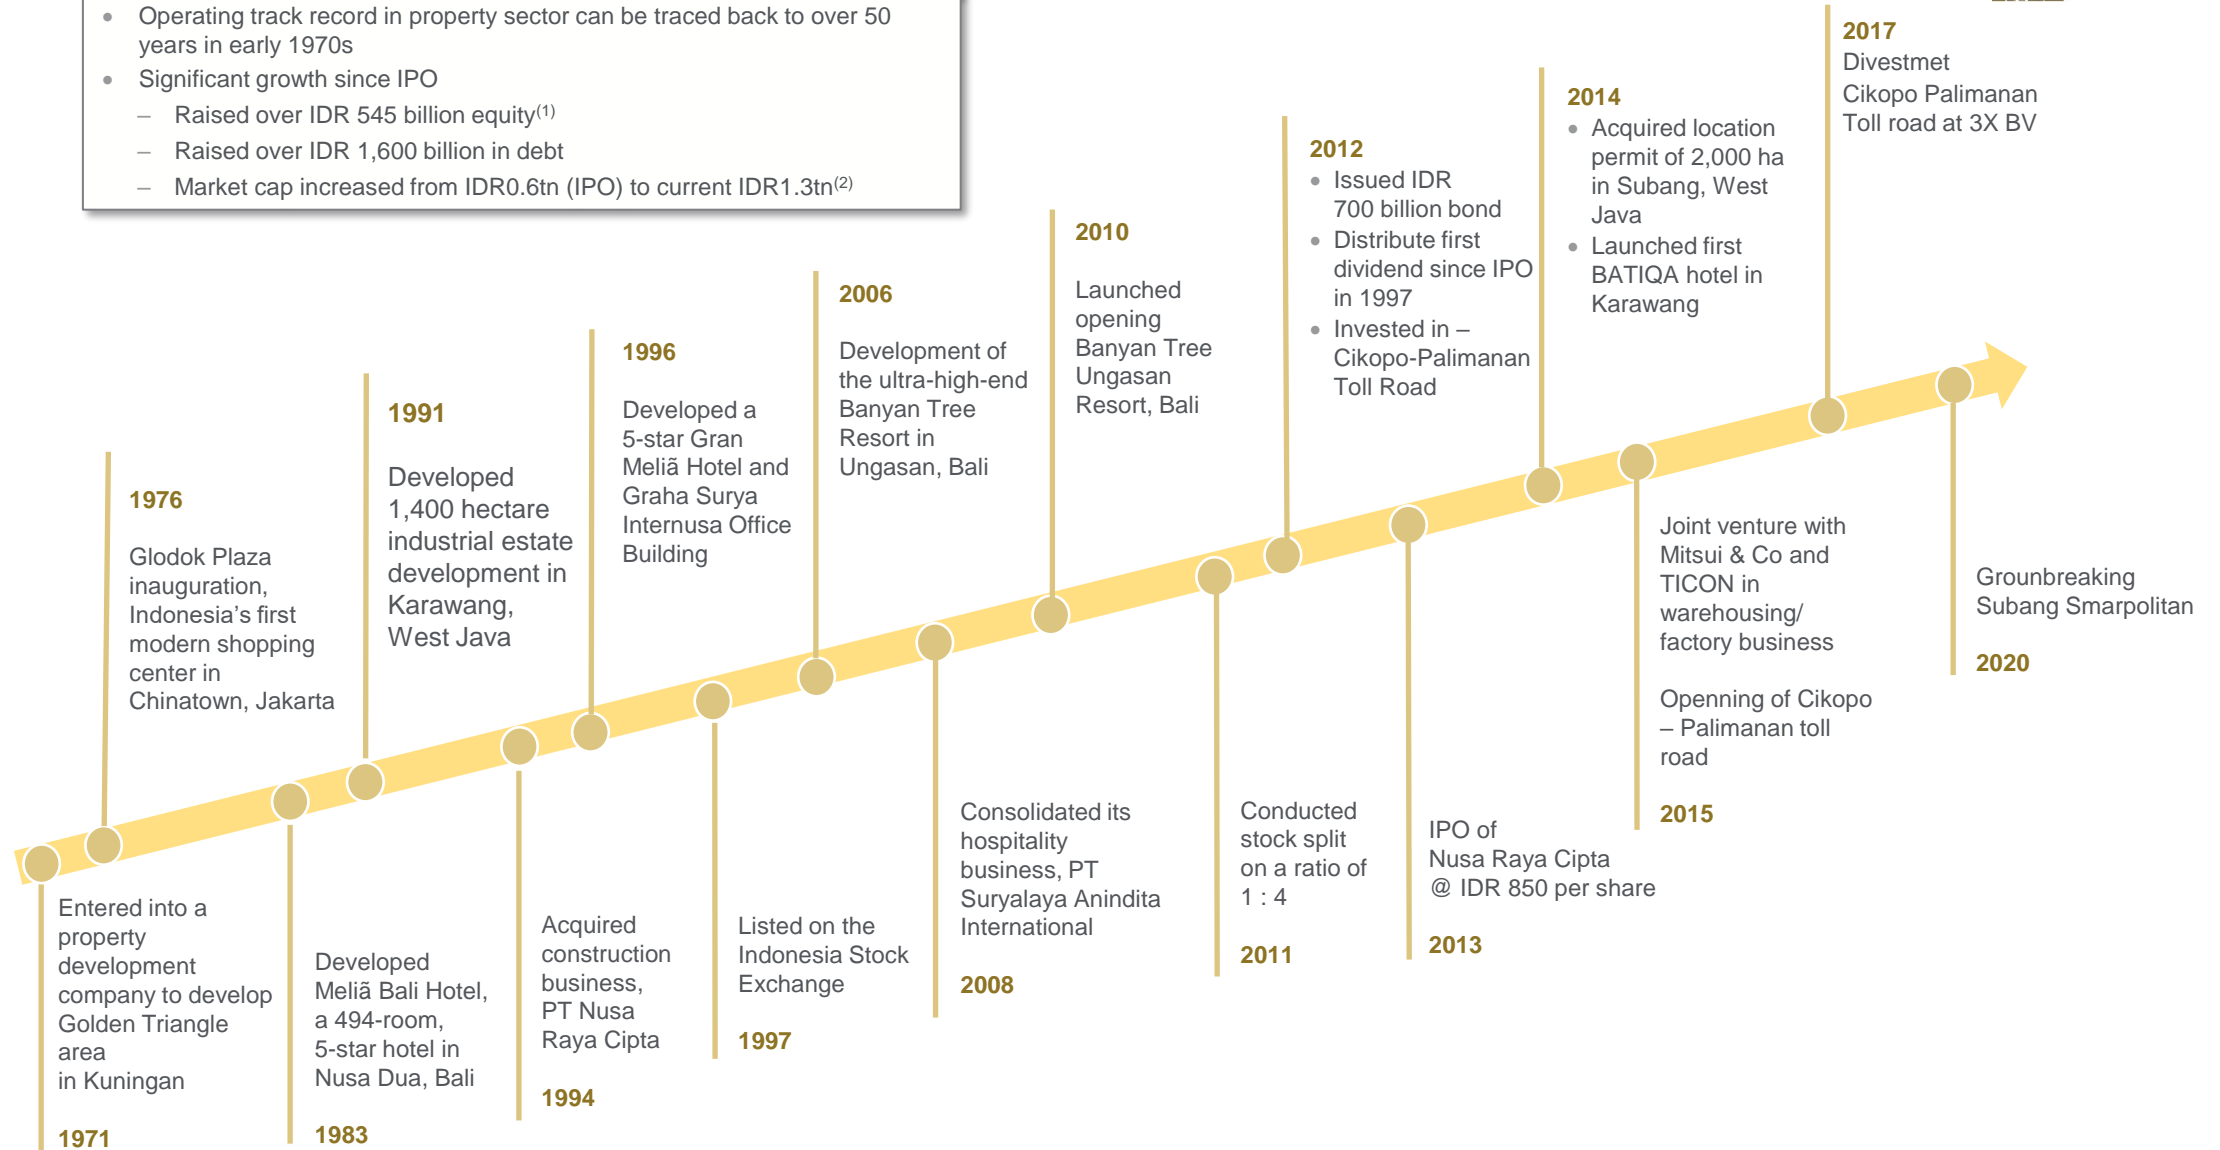 Operating track record in property sector can be traced back to over 50
years in early 1970s
Significant growth since IPO
– Raised over IDR 545 billion equity(1)
– Raised over IDR 1,600 billion in debt
– Market cap increased from IDR0.6tn (IPO) to current IDR1.3tn(2)
1976
Glodok Plaza
inauguration,
Indonesia's first
modern shopping
center in
Chinatown, Jakarta
1991
Developed
1,400 hectare
industrial estate
development in
Karawang,
West Java
1996
Developed a
5-star Gran
Meliã Hotel and
Graha Surya
Internusa Office
Building
2006
Development of
the ultra-high-end
Banyan Tree
Resort in
Ungasan, Bali
2010
Launched
opening
Banyan Tree
Ungasan
Resort, Bali
2012
Issued IDR
700 billion bond
Distribute first
dividend since IPO
in 1997
Invested in –
Cikopo-Palimanan
Toll Road
2014
Acquired location
permit of 2,000 ha
in Subang, West
Java
Launched first
BATIQA hotel in
Karawang
2017
Divestmet
Cikopo Palimanan
Toll road at 3X BV
Entered into a
property
development
company to develop
Golden Triangle
area
in Kuningan
1971
Developed
Meliã Bali Hotel,
a 494-room,
5-star hotel in
Nusa Dua, Bali
1983
Acquired
construction
business,
PT Nusa
Raya Cipta
1994
Listed on the
Indonesia Stock
Exchange
1997
Consolidated its
hospitality
business, PT
Suryalaya Anindita
International
2008
Conducted
stock split
on a ratio of
1 : 4
2011
IPO of
Nusa Raya Cipta
@ IDR 850 per share
2013
Joint venture with
Mitsui & Co and
TICON in
warehousing/
factory business
Openning of Cikopo
– Palimanan toll
road
2015
Grounbreaking
Subang Smarpolitan
2020